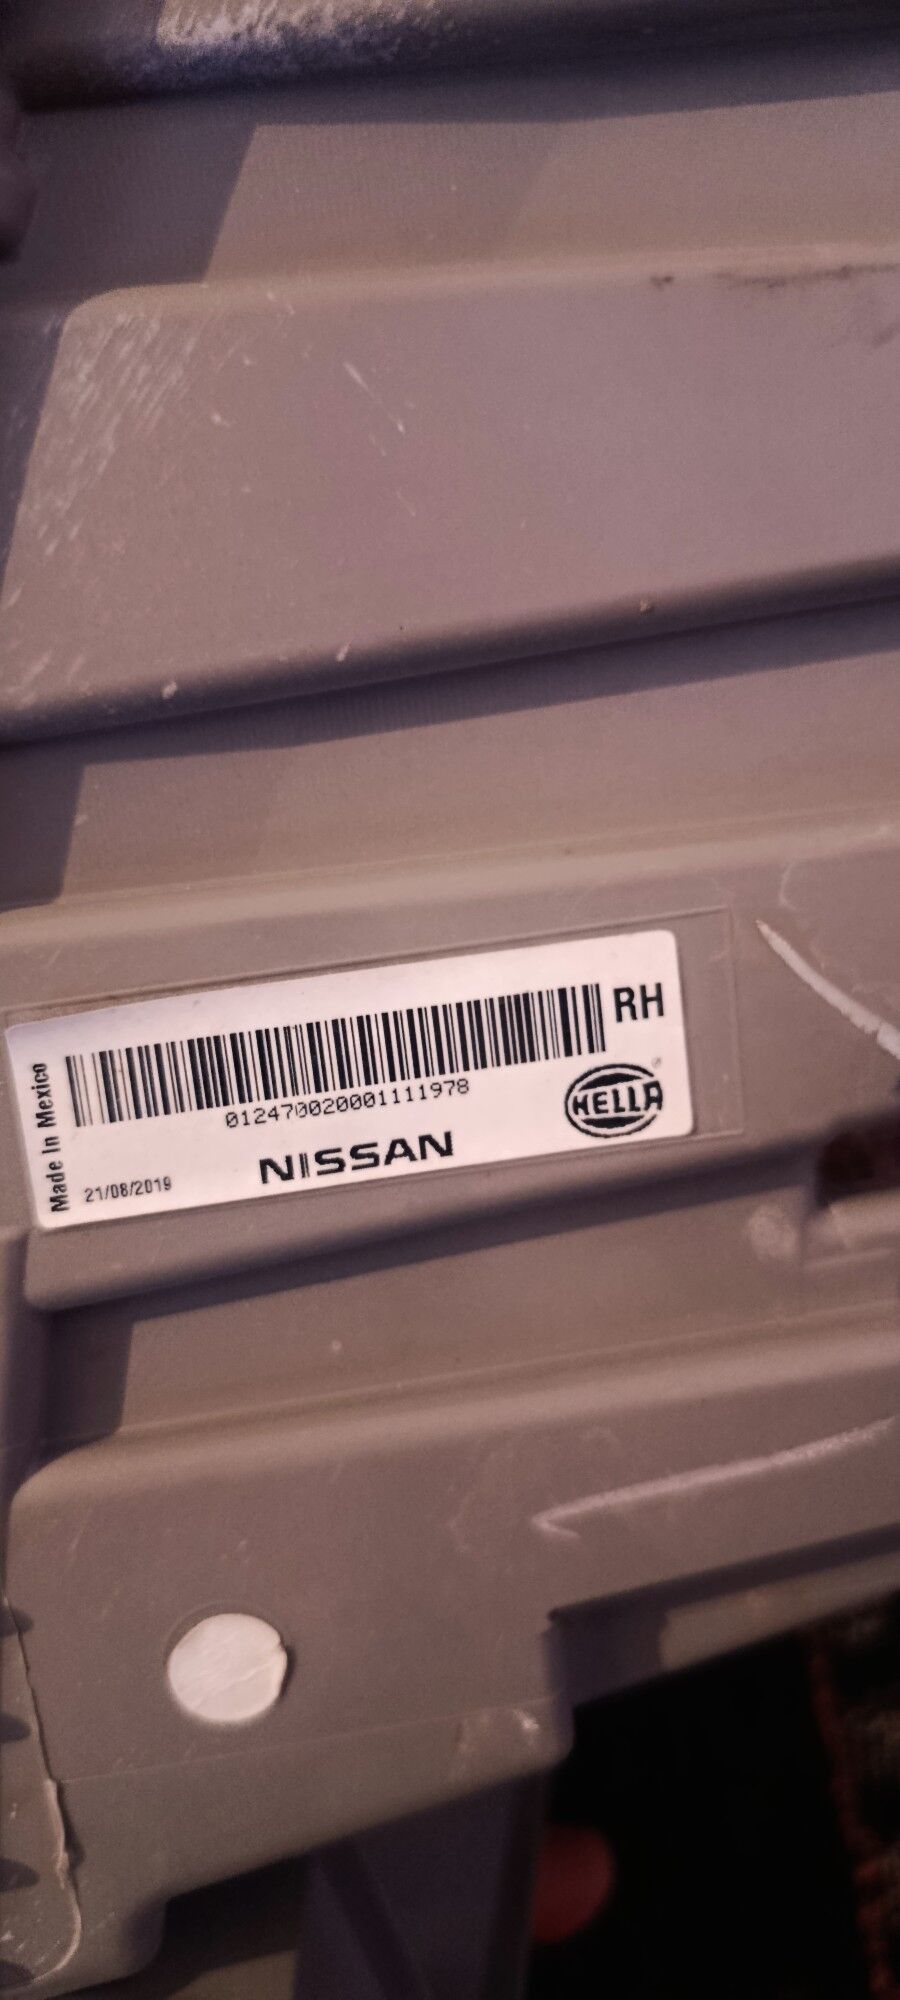 RH
012470020001111978
HELLA
NISSAN
21/08/2019
Made In Mexico